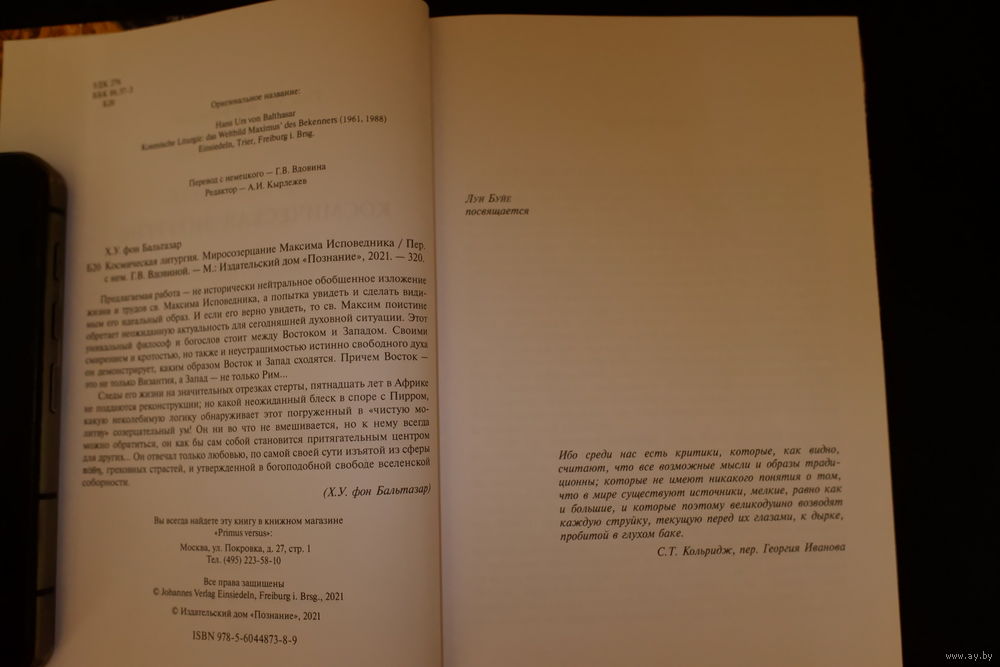 УДК 276
ББК 86.37-3
Б20
Оригинальное название:
Hans Urs von Balthasar
Kosmische Liturgie: das Weltbild Maximus' des Bekenners (1961, 1988)
Einsiedeln, Trier, Freiburg i. Brsg.
Перевод с немецкого — Г.В. Вдовина
Редактор — А.И. Кырлежев
Х.У. фон Бальтазар
Б20 Космическая литургия. Миросозерцание Максима Исповедника / Пер.
с нем. Г.В. Вдовиной. — М.: Издательский дом «Познание», 2021. — 320.
Предлагаемая работа — не исторически нейтральное обобщенное изложение
жизни и трудов св. Максима Исповедника, а попытка увидеть и сделать види-
мым его идеальный образ. И если его верно увидеть, то св. Максим поистине
обретает неожиданную актуальность для сегодняшней духовной ситуации. Этот
уникальный философ и богослов стоит между Востоком и Западом. Своими
смирением и кротостью, но также и неустрашимостью истинно свободного духа
он демонстрирует, каким образом Восток и Запад сходятся. Причем Восток —
это не только Византия, а Запад — не только Рим...
Следы его жизни на значительных отрезках стерты, пятнадцать лет в Африке
не поддаются реконструкции; но какой неожиданный блеск в споре с Пирром,
какую неколебимую логику обнаруживает этот погруженный в «чистую мо-
литву» созерцательный ум! Он ни во что не вмешивается, но к нему всегда
можно обратиться, он как бы сам собой становится притягательным центром
для других... Он отвечал только любовью, по самой своей сути изъятой из сферы
войн, греховных страстей, и утвержденной в богоподобной свободе вселенской
соборности.
(Х.У. фон Бальтазар)
Вы всегда найдете эту книгу в книжном магазине
«Primus versus»:
Москва, ул. Покровка, д. 27, стр. 1
Тел. (495) 223-58-10
Все права защищены
© Johannes Verlag Einsiedeln, Freiburg i. Brsg., 2021
© Издательский дом «Познание», 2021
ISBN 978-5-6044873-8-9
Луи Буйе
посвящается
Ибо среди нас есть критики, которые, как видно,
считают, что все возможные мысли и образы тради-
ционны; которые не имеют никакого понятия о том,
что в мире существуют источники, мелкие, равно как
и большие, и которые поэтому великодушно возводят
каждую струйку, текущую перед их глазами, к дырке,
пробитой в глухом баке.
С.Т. Кольридж, пер. Георгия Иванова
www.ay.by